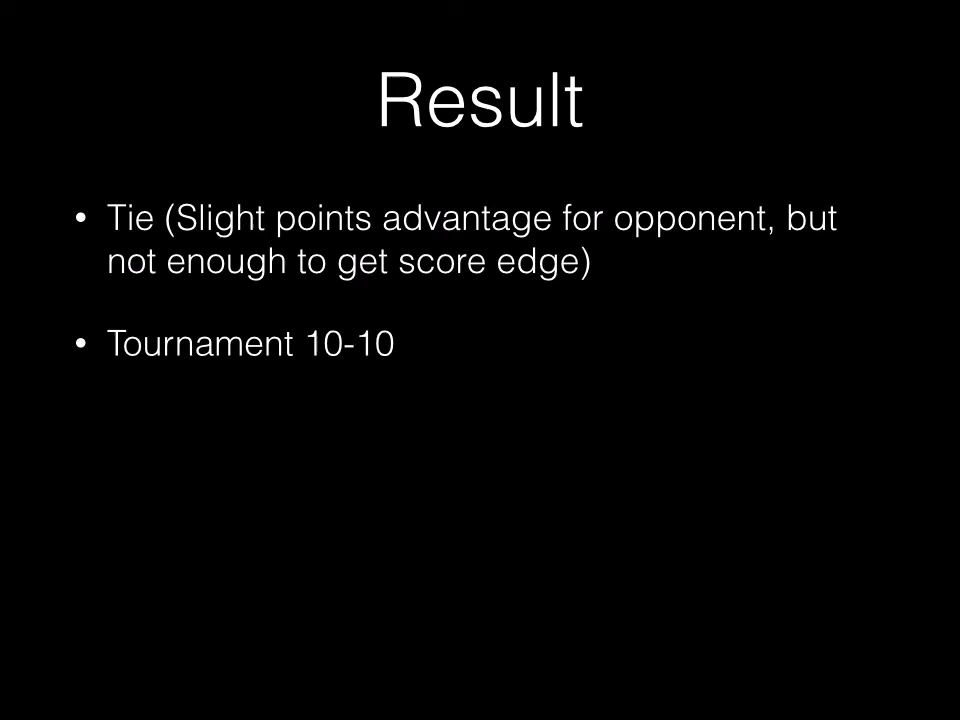 Result
• Tie (Slight points advantage for opponent, but
not enough to get score edge)
• Tournament 10-10